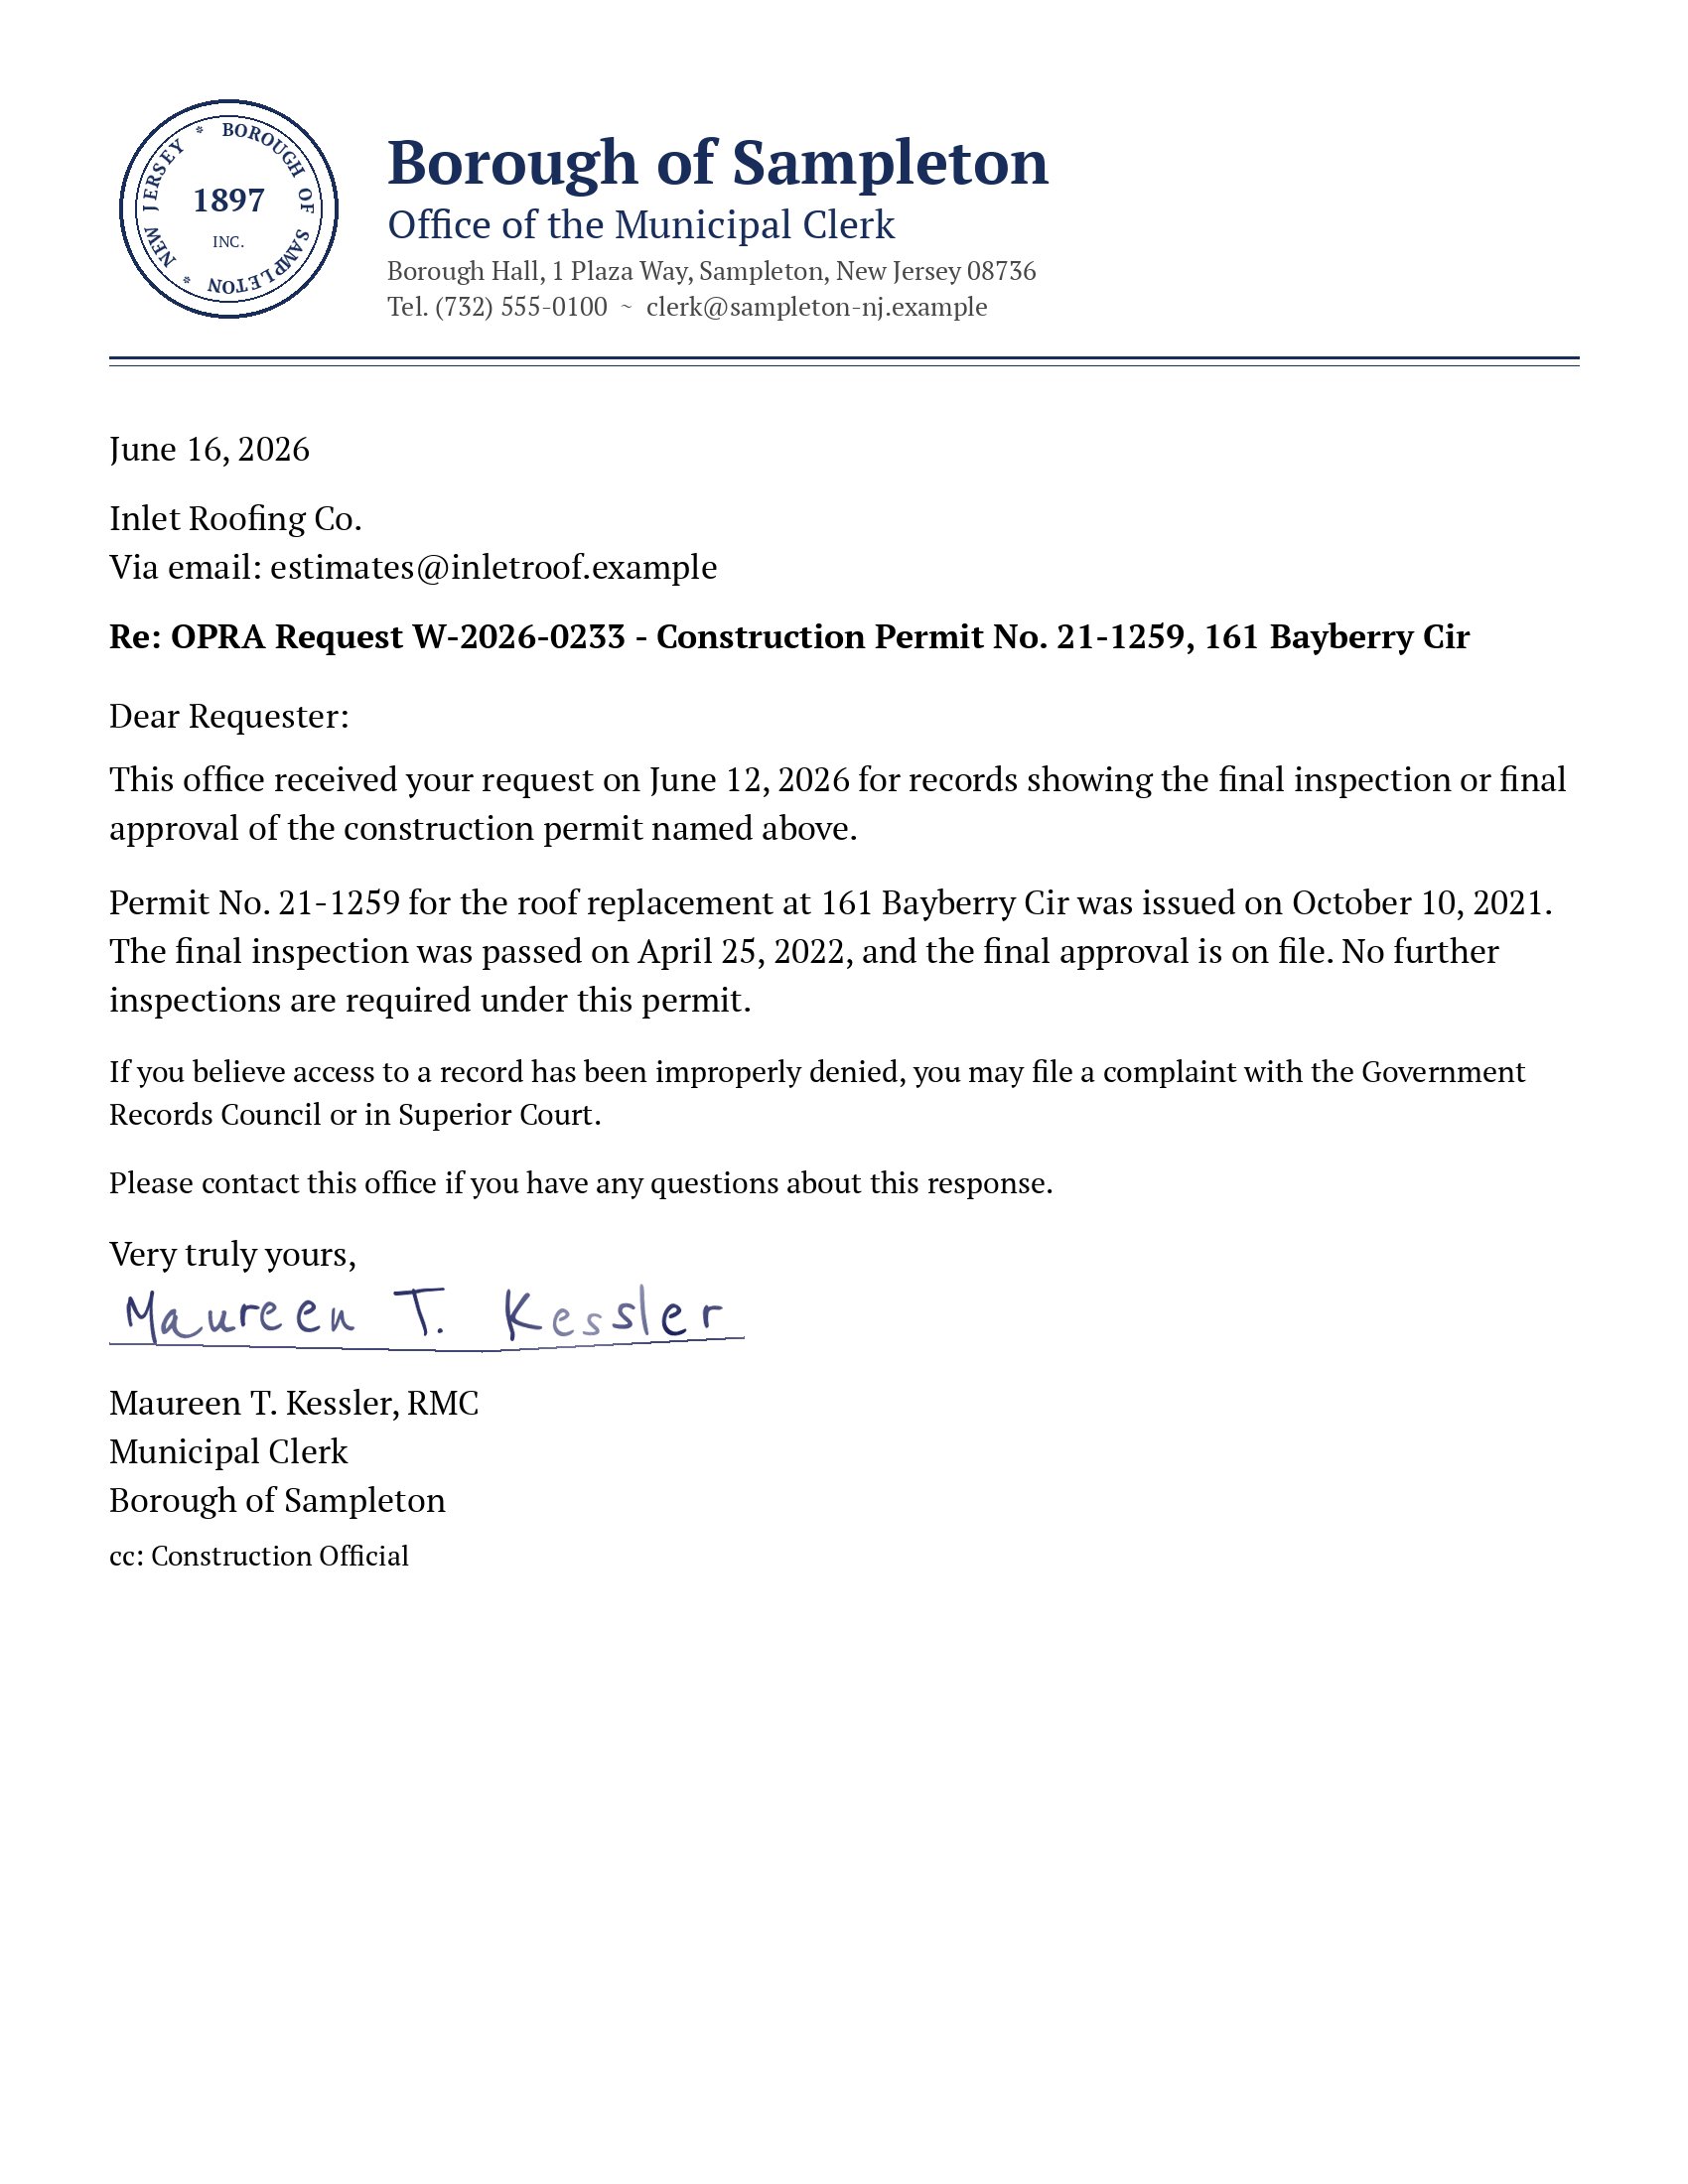 * BOROUGH OF SAMPLETON * NEW JERSEY
1897
INC.
Borough of Sampleton
Office of the Municipal Clerk
Borough Hall, 1 Plaza Way, Sampleton, New Jersey 08736
Tel. (732) 555-0100 ~ clerk@sampleton-nj.example
June 16, 2026
Inlet Roofing Co.
Via email: estimates@inletroof.example
Re: OPRA Request W-2026-0233 - Construction Permit No. 21-1259, 161 Bayberry Cir
Dear Requester:
This office received your request on June 12, 2026 for records showing the final inspection or final
approval of the construction permit named above.
Permit No. 21-1259 for the roof replacement at 161 Bayberry Cir was issued on October 10, 2021.
The final inspection was passed on April 25, 2022, and the final approval is on file. No further
inspections are required under this permit.
If you believe access to a record has been improperly denied, you may file a complaint with the Government
Records Council or in Superior Court.
Please contact this office if you have any questions about this response.
Very truly yours,
Maureen T. Kessler
Maureen T. Kessler, RMC
Municipal Clerk
Borough of Sampleton
cc: Construction Official